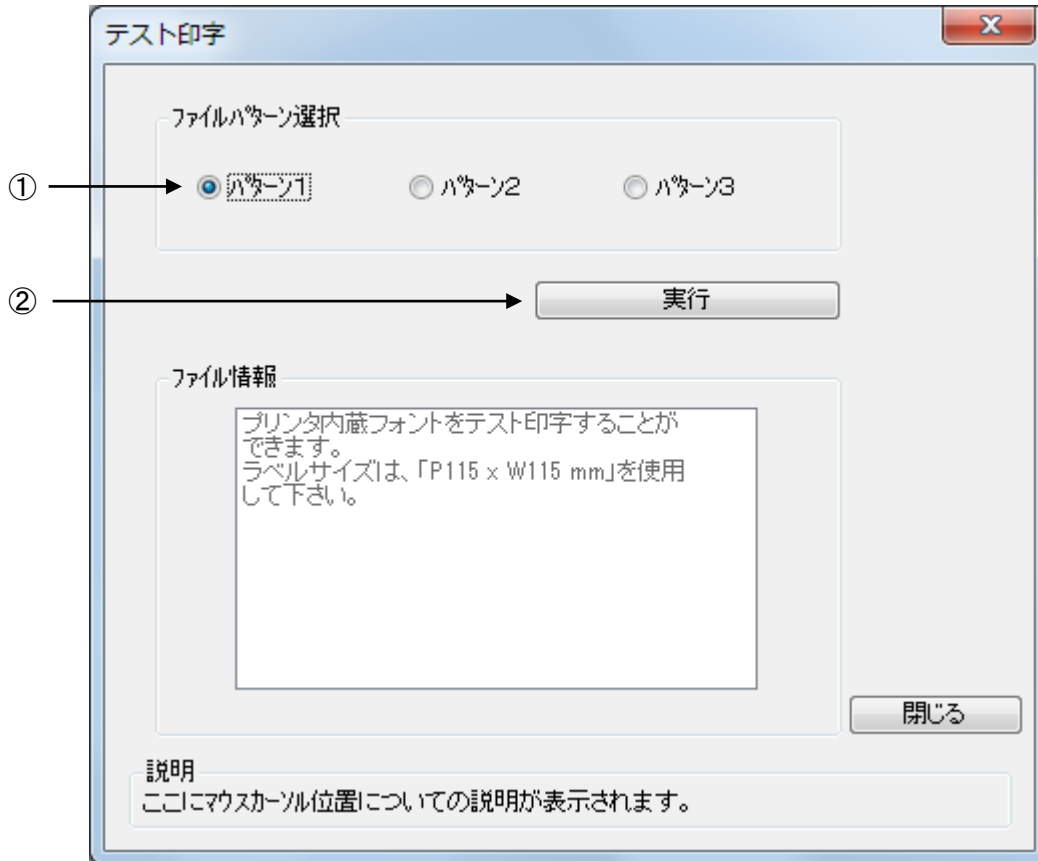 テスト印字
ファイルパターン選択
① パターン1 パターン2 パターン3
② 実行
ファイル情報
プリンタ内蔵フォントをテスト印字することが
できます。
ラベルサイズは、「P115 x W115 mm」を使用
して下さい。
閉じる
説明
ここにマウスカーソル位置についての説明が表示されます。